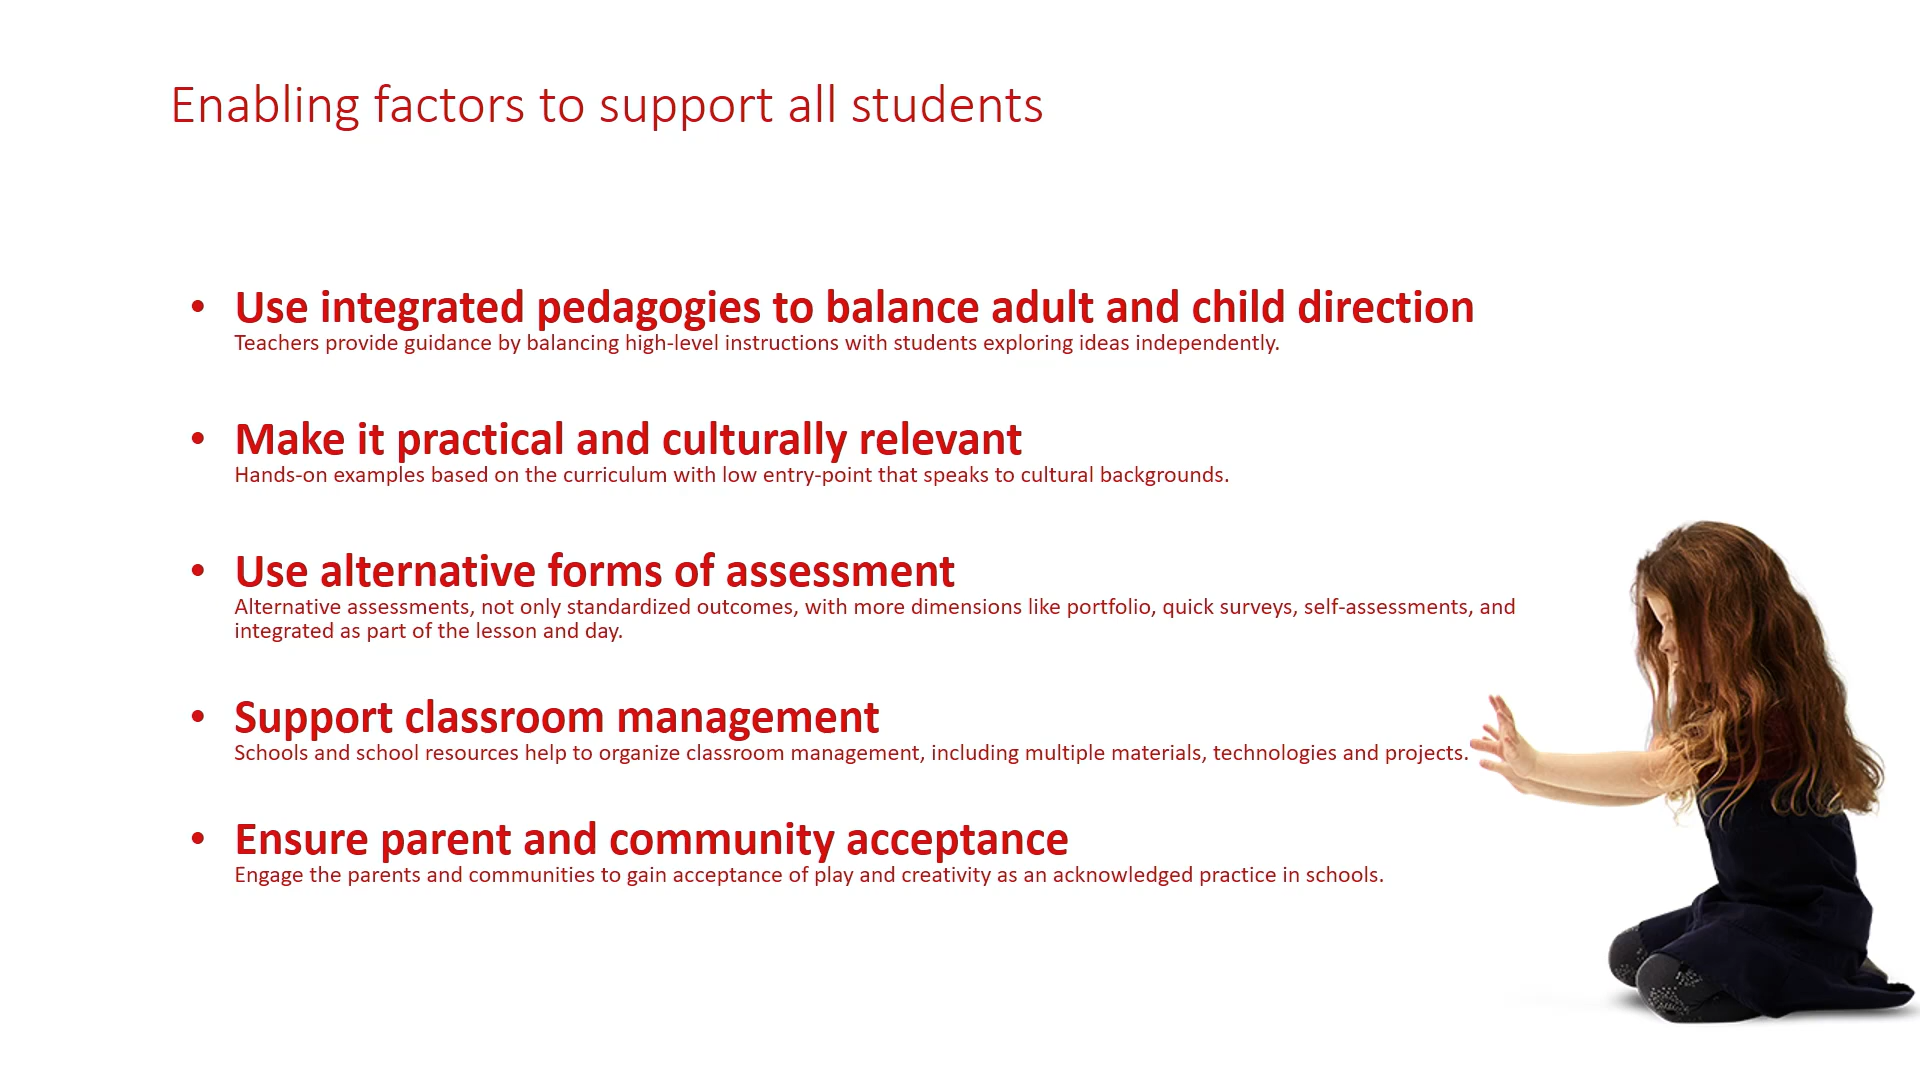 Enabling factors to support all students
• Use integrated pedagogies to balance adult and child direction
Teachers provide guidance by balancing high-level instructions with students exploring ideas independently.
• Make it practical and culturally relevant
Hands-on examples based on the curriculum with low entry-point that speaks to cultural backgrounds.
• Use alternative forms of assessment
Alternative assessments, not only standardized outcomes, with more dimensions like portfolio, quick surveys, self-assessments, and
integrated as part of the lesson and day.
• Support classroom management
Schools and school resources help to organize classroom management, including multiple materials, technologies and projects.
• Ensure parent and community acceptance
Engage the parents and communities to gain acceptance of play and creativity as an acknowledged practice in schools.